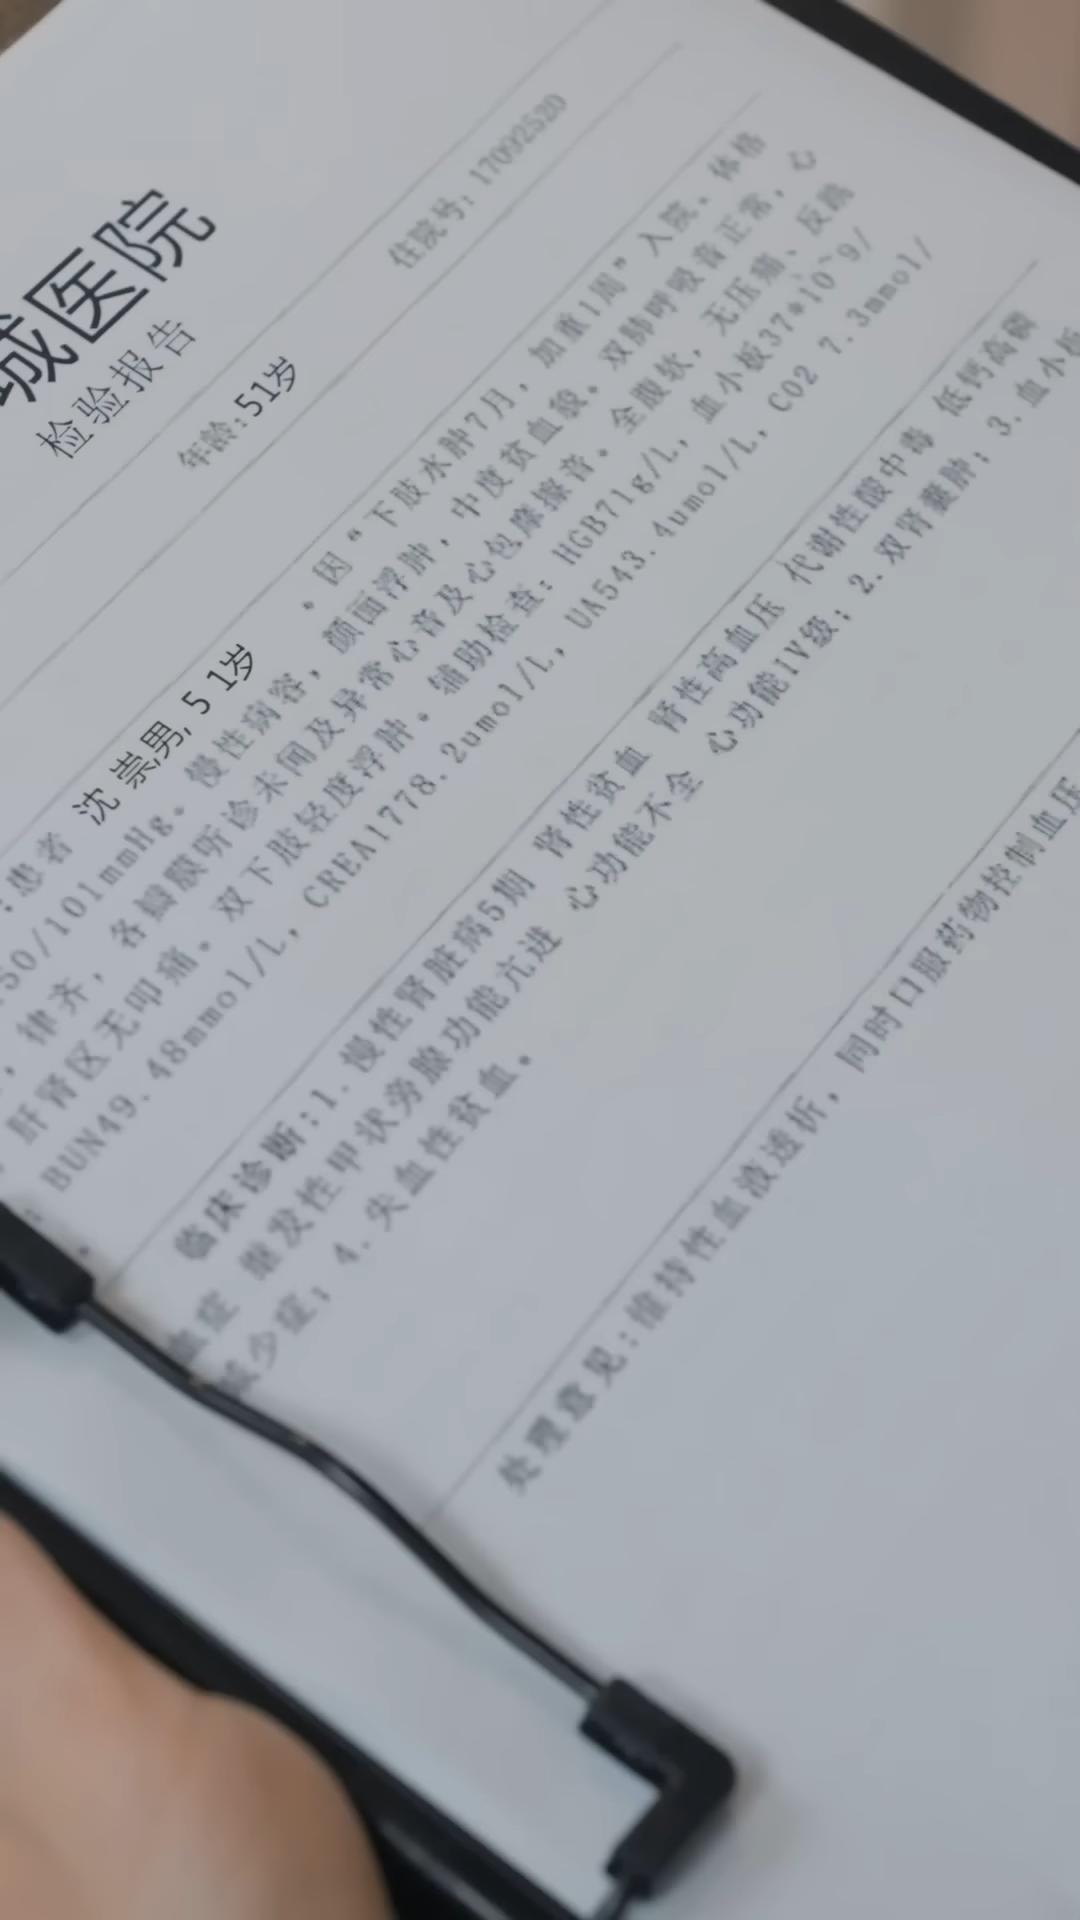 城医院
检验报告
年龄:51岁 住院号: 17092520
:患者 沈 崇,男, 5 1岁 , 因“下肢水肿7月, 加重1周”入院。体格
50/101mmHg。慢性病容, 颜面浮肿, 中度贫血貌。双肺呼吸音正常, 心
, 律齐, 各瓣膜听诊未闻及异常心音及心包摩擦音。全腹软, 无压痛、反跳
肝肾区无叩痛。双下肢轻度浮肿。辅助检查: HGB71g/L, 血小板37*10^9/
BUN49.48mmol/L, CREA1778.2umol/L, UA543.4umol/L, CO2 7.3mmol/
临床诊断:1.慢性肾脏病5期 肾性贫血 肾性高血压 代谢性酸中毒 低钙高磷
血症 继发性甲状旁腺功能亢进 心功能不全 心功能IV级; 2.双肾囊肿; 3.血小板
减少症; 4.失血性贫血。
处理意见:维持性血液透析, 同时口服药物控制血压